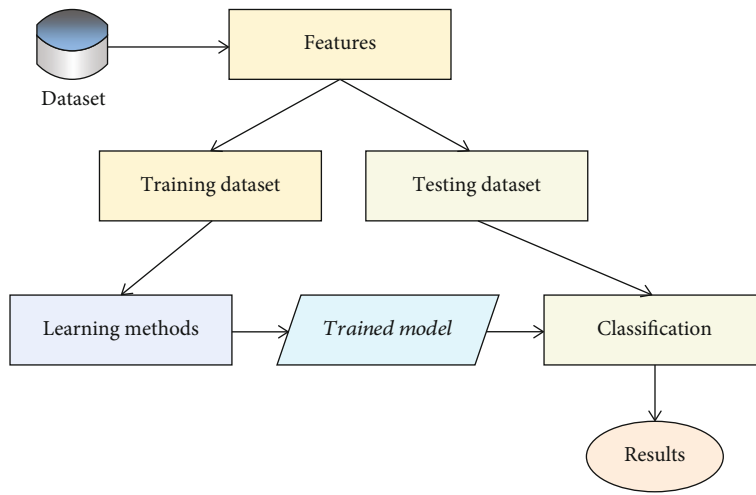 Features
Dataset
Training dataset
Testing dataset
Learning methods
Trained model
Classification
Results